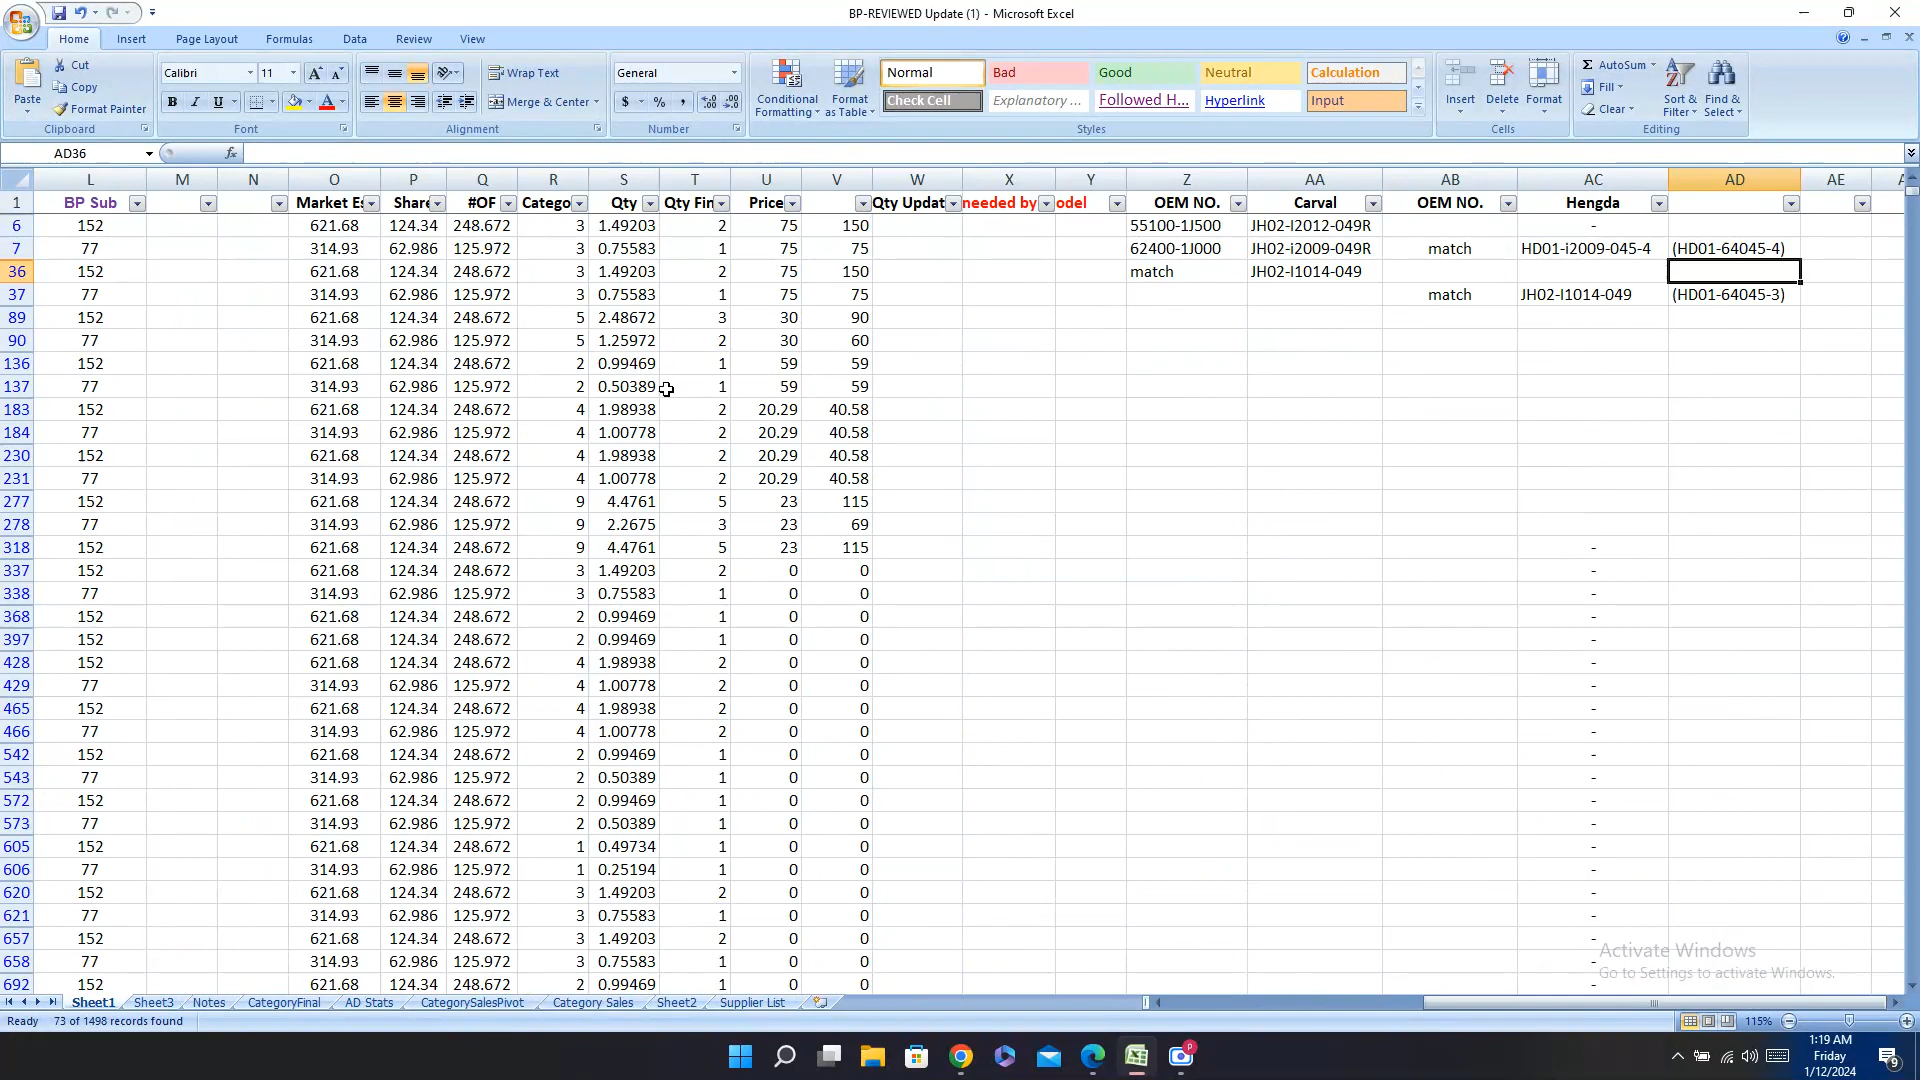 BP-REVIEWED Update (1) - Microsoft Excel
Home Insert Page Layout Formulas Data Review View
Paste Cut Copy Format Painter Clipboard
Calibri 11 B I U Font
Wrap Text Merge & Center Alignment
General $ % , Number
Conditional Formatting Format as Table
Normal Bad Good Neutral Calculation
Check Cell Explanatory ... Followed H... Hyperlink Input
Styles
Insert Delete Format Cells
Σ AutoSum Fill Clear Sort & Filter Find & Select Editing
AD36 fx
L M N O P Q R S T U V W X Y Z AA AB AC AD AE
1 BP Sub Market Es Share #OF Catego Qty Qty Fin Price Qty Updat needed by odel OEM NO. Carval OEM NO. Hengda
6 152 621.68 124.34 248.672 3 1.49203 2 75 150 55100-1J500 JH02-I2012-049R -
7 77 314.93 62.986 125.972 3 0.75583 1 75 75 62400-1J000 JH02-i2009-049R match HD01-i2009-045-4 (HD01-64045-4)
36 152 621.68 124.34 248.672 3 1.49203 2 75 150 match JH02-I1014-049
37 77 314.93 62.986 125.972 3 0.75583 1 75 75 match JH02-I1014-049 (HD01-64045-3)
89 152 621.68 124.34 248.672 5 2.48672 3 30 90
90 77 314.93 62.986 125.972 5 1.25972 2 30 60
136 152 621.68 124.34 248.672 2 0.99469 1 59 59
137 77 314.93 62.986 125.972 2 0.50389 1 59 59
183 152 621.68 124.34 248.672 4 1.98938 2 20.29 40.58
184 77 314.93 62.986 125.972 4 1.00778 2 20.29 40.58
230 152 621.68 124.34 248.672 4 1.98938 2 20.29 40.58
231 77 314.93 62.986 125.972 4 1.00778 2 20.29 40.58
277 152 621.68 124.34 248.672 9 4.4761 5 23 115
278 77 314.93 62.986 125.972 9 2.2675 3 23 69
318 152 621.68 124.34 248.672 9 4.4761 5 23 115 -
337 152 621.68 124.34 248.672 3 1.49203 2 0 0 -
338 77 314.93 62.986 125.972 3 0.75583 1 0 0 -
368 152 621.68 124.34 248.672 2 0.99469 1 0 0 -
397 152 621.68 124.34 248.672 2 0.99469 1 0 0 -
428 152 621.68 124.34 248.672 4 1.98938 2 0 0 -
429 77 314.93 62.986 125.972 4 1.00778 2 0 0 -
465 152 621.68 124.34 248.672 4 1.98938 2 0 0 -
466 77 314.93 62.986 125.972 4 1.00778 2 0 0 -
542 152 621.68 124.34 248.672 2 0.99469 1 0 0 -
543 77 314.93 62.986 125.972 2 0.50389 1 0 0 -
572 152 621.68 124.34 248.672 2 0.99469 1 0 0 -
573 77 314.93 62.986 125.972 2 0.50389 1 0 0 -
605 152 621.68 124.34 248.672 1 0.49734 1 0 0 -
606 77 314.93 62.986 125.972 1 0.25194 1 0 0 -
620 152 621.68 124.34 248.672 3 1.49203 2 0 0 -
621 77 314.93 62.986 125.972 3 0.75583 1 0 0 -
657 152 621.68 124.34 248.672 3 1.49203 2 0 0 -
658 77 314.93 62.986 125.972 3 0.75583 1 0 0 -
692 152 621.68 124.34 248.672 2 0.99469 1 0 0 -
Activate Windows
Go to Settings to activate Windows.
Sheet1 Sheet3 Notes CategoryFinal AD Stats CategorySalesPivot Category Sales Sheet2 Supplier List
Ready 73 of 1498 records found 115%
1:19 AM
Friday
1/12/2024
9